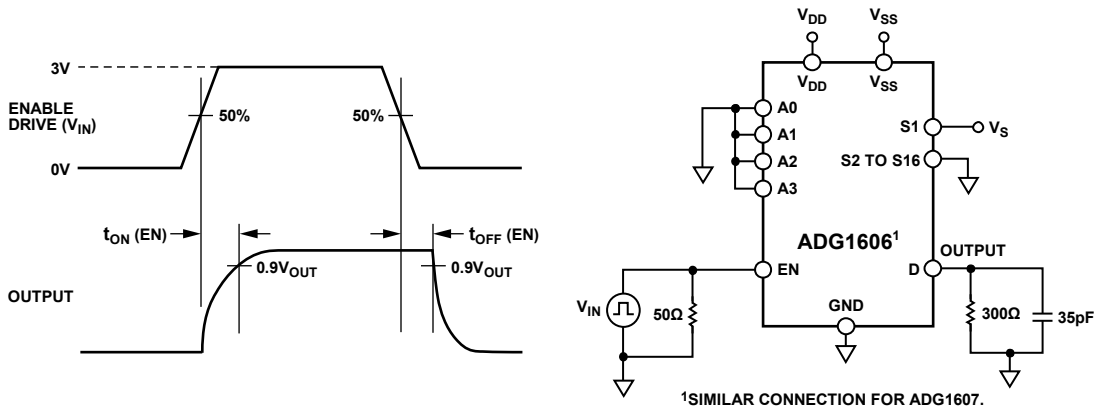 3V
ENABLE
DRIVE (VIN)
50%
50%
0V
tON (EN)
tOFF (EN)
0.9VOUT
0.9VOUT
OUTPUT
VDD
VSS
VDD
VSS
A0
A1
A2
A3
S1
VS
S2 TO S16
ADG1606¹
OUTPUT
EN
D
GND
VIN
50Ω
300Ω
35pF
¹SIMILAR CONNECTION FOR ADG1607.